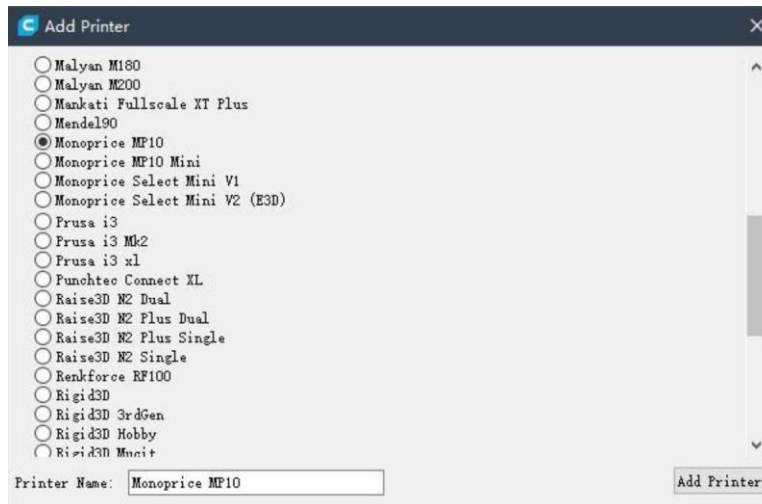 Add Printer
Malyan M180
Malyan M200
Mankati Fullscale XT Plus
Mendel90
Monoprice MP10
Monoprice MP10 Mini
Monoprice Select Mini V1
Monoprice Select Mini V2 (E3D)
Prusa i3
Prusa i3 Mk2
Prusa i3 xl
Punchtec Connect XL
Raise3D N2 Dual
Raise3D N2 Plus Dual
Raise3D N2 Plus Single
Raise3D N2 Single
Renkforce RF100
Rigid3D
Rigid3D 3rdGen
Rigid3D Hobby
Rigid3D Mucit
Printer Name: Monoprice MP10
Add Printer